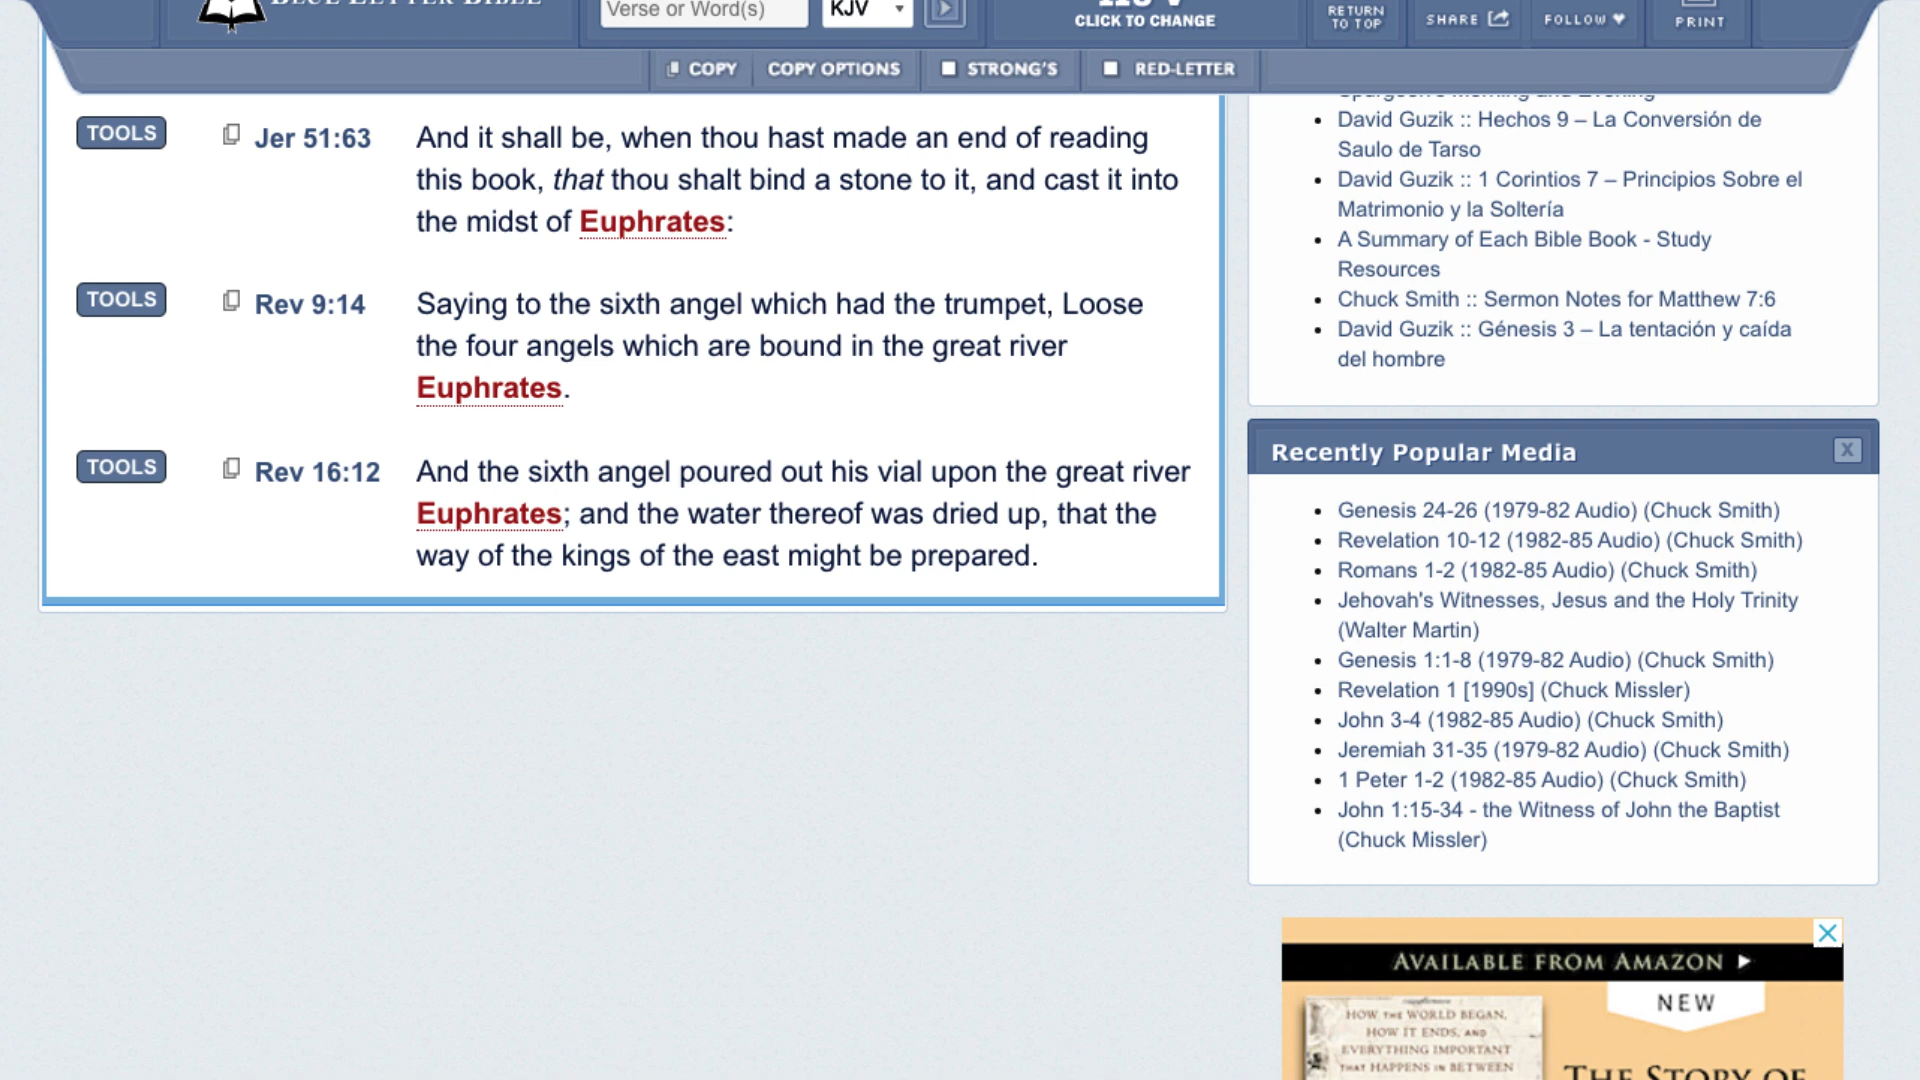 BLUE LETTER BIBLE
Verse or Word(s)
KJV
CLICK TO CHANGE
RETURN
TO TOP
SHARE
FOLLOW
PRINT
COPY
COPY OPTIONS
STRONG'S
RED-LETTER
TOOLS
Jer 51:63
And it shall be, when thou hast made an end of reading
this book, that thou shalt bind a stone to it, and cast it into
the midst of Euphrates:
TOOLS
Rev 9:14
Saying to the sixth angel which had the trumpet, Loose
the four angels which are bound in the great river
Euphrates.
TOOLS
Rev 16:12
And the sixth angel poured out his vial upon the great river
Euphrates; and the water thereof was dried up, that the
way of the kings of the east might be prepared.
Spurgeon's Morning and Evening
David Guzik :: Hechos 9 – La Conversión de
Saulo de Tarso
David Guzik :: 1 Corintios 7 – Principios Sobre el
Matrimonio y la Soltería
A Summary of Each Bible Book - Study
Resources
Chuck Smith :: Sermon Notes for Matthew 7:6
David Guzik :: Génesis 3 – La tentación y caída
del hombre
Recently Popular Media
X
Genesis 24-26 (1979-82 Audio) (Chuck Smith)
Revelation 10-12 (1982-85 Audio) (Chuck Smith)
Romans 1-2 (1982-85 Audio) (Chuck Smith)
Jehovah's Witnesses, Jesus and the Holy Trinity
(Walter Martin)
Genesis 1:1-8 (1979-82 Audio) (Chuck Smith)
Revelation 1 [1990s] (Chuck Missler)
John 3-4 (1982-85 Audio) (Chuck Smith)
Jeremiah 31-35 (1979-82 Audio) (Chuck Smith)
1 Peter 1-2 (1982-85 Audio) (Chuck Smith)
John 1:15-34 - the Witness of John the Baptist
(Chuck Missler)
AVAILABLE FROM AMAZON
NEW
HOW THE WORLD BEGAN,
HOW IT ENDS, AND
EVERYTHING IMPORTANT
THAT HAPPENS IN BETWEEN
THE STORY OF